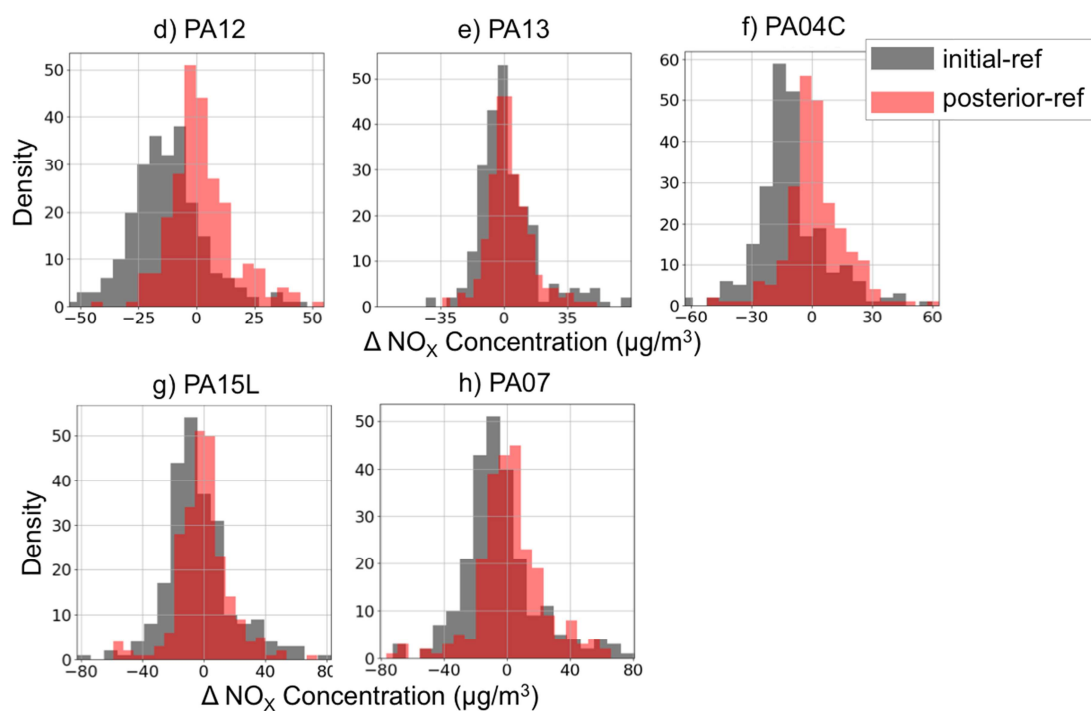 d) PA12 e) PA13 f) PA04C
initial-ref
posterior-ref
Density
50
40
30
20
10
0
−50 −25 0 25 50
50
40
30
20
10
0
−35 0 35
60
50
40
30
20
10
0
−60 −30 0 30 60
Δ NOX Concentration (μg/m³)
g) PA15L h) PA07
Density
50
40
30
20
10
0
−80 −40 0 40 80
50
40
30
20
10
0
−80 −40 0 40 80
Δ NOX Concentration (μg/m³)